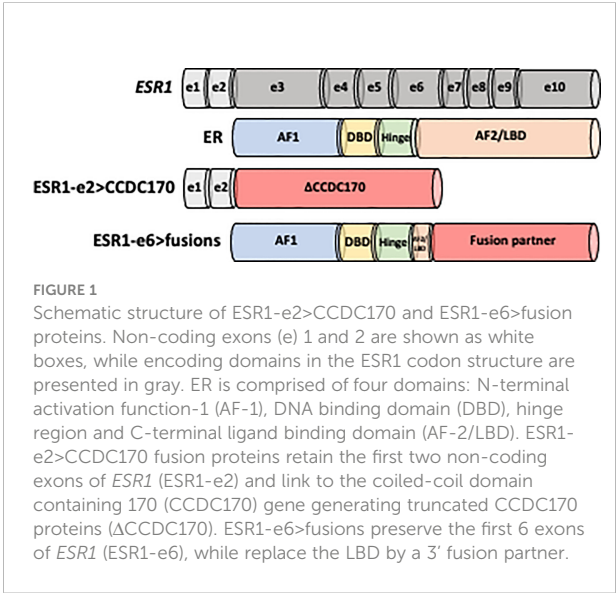 ESR1 e1 e2 e3 e4 e5 e6 e7 e8 e9 e10
ER AF1 DBD Hinge AF2/LBD
ESR1-e2>CCDC170 e1 e2 ΔCCDC170
ESR1-e6>fusions AF1 DBD Hinge AF2/LBD Fusion partner
FIGURE 1
Schematic structure of ESR1-e2>CCDC170 and ESR1-e6>fusion
proteins. Non-coding exons (e) 1 and 2 are shown as white
boxes, while encoding domains in the ESR1 codon structure are
presented in gray. ER is comprised of four domains: N-terminal
activation function-1 (AF-1), DNA binding domain (DBD), hinge
region and C-terminal ligand binding domain (AF-2/LBD). ESR1-
e2>CCDC170 fusion proteins retain the first two non-coding
exons of ESR1 (ESR1-e2) and link to the coiled-coil domain
containing 170 (CCDC170) gene generating truncated CCDC170
proteins (ΔCCDC170). ESR1-e6>fusions preserve the first 6 exons
of ESR1 (ESR1-e6), while replace the LBD by a 3’ fusion partner.